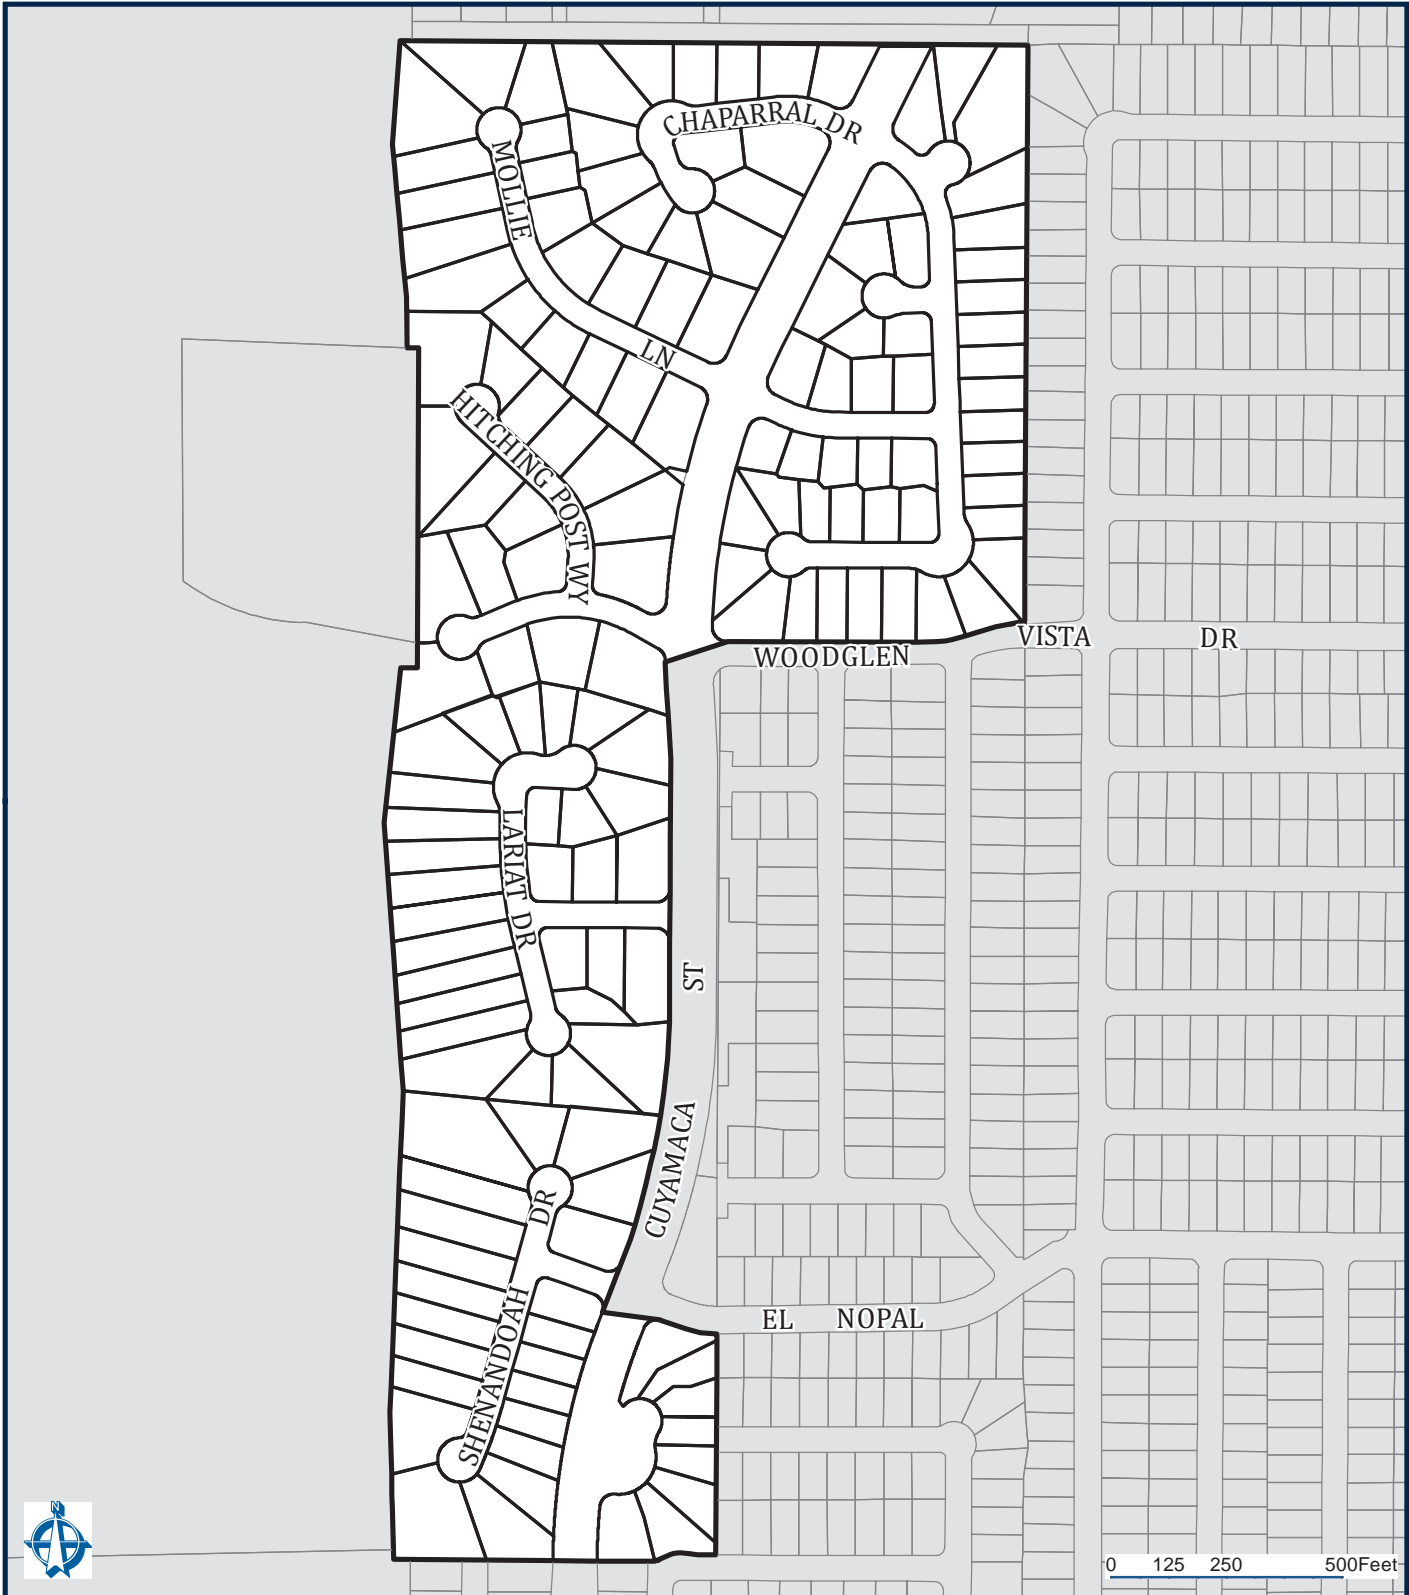 CHAPARRAL DR
MOLLIE
LN
HITCHING POST WY
WOODGLEN VISTA DR
LARIAT DR
ST
CUYAMACA
DR
SHENANDOAH
EL NOPAL
N
0 125 250 500Feet